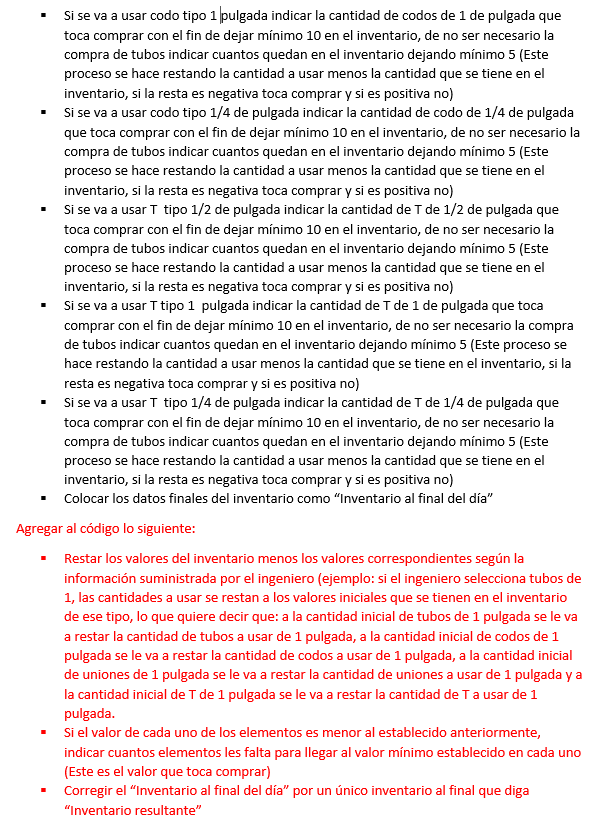 ▪ Si se va a usar codo tipo 1 pulgada indicar la cantidad de codos de 1 de pulgada que
toca comprar con el fin de dejar mínimo 10 en el inventario, de no ser necesario la
compra de tubos indicar cuantos quedan en el inventario dejando mínimo 5 (Este
proceso se hace restando la cantidad a usar menos la cantidad que se tiene en el
inventario, si la resta es negativa toca comprar y si es positiva no)
▪ Si se va a usar codo tipo 1/4 de pulgada indicar la cantidad de codo de 1/4 de pulgada
que toca comprar con el fin de dejar mínimo 10 en el inventario, de no ser necesario la
compra de tubos indicar cuantos quedan en el inventario dejando mínimo 5 (Este
proceso se hace restando la cantidad a usar menos la cantidad que se tiene en el
inventario, si la resta es negativa toca comprar y si es positiva no)
▪ Si se va a usar T  tipo 1/2 de pulgada indicar la cantidad de T de 1/2 de pulgada que
toca comprar con el fin de dejar mínimo 10 en el inventario, de no ser necesario la
compra de tubos indicar cuantos quedan en el inventario dejando mínimo 5 (Este
proceso se hace restando la cantidad a usar menos la cantidad que se tiene en el
inventario, si la resta es negativa toca comprar y si es positiva no)
▪ Si se va a usar T tipo 1  pulgada indicar la cantidad de T de 1 de pulgada que toca
comprar con el fin de dejar mínimo 10 en el inventario, de no ser necesario la compra
de tubos indicar cuantos quedan en el inventario dejando mínimo 5 (Este proceso se
hace restando la cantidad a usar menos la cantidad que se tiene en el inventario, si la
resta es negativa toca comprar y si es positiva no)
▪ Si se va a usar T  tipo 1/4 de pulgada indicar la cantidad de T de 1/4 de pulgada que
toca comprar con el fin de dejar mínimo 10 en el inventario, de no ser necesario la
compra de tubos indicar cuantos quedan en el inventario dejando mínimo 5 (Este
proceso se hace restando la cantidad a usar menos la cantidad que se tiene en el
inventario, si la resta es negativa toca comprar y si es positiva no)
▪ Colocar los datos finales del inventario como “Inventario al final del día”
Agregar al código lo siguiente:
▪ Restar los valores del inventario menos los valores correspondientes según la
información suministrada por el ingeniero (ejemplo: si el ingeniero selecciona tubos de
1, las cantidades a usar se restan a los valores iniciales que se tienen en el inventario
de ese tipo, lo que quiere decir que: a la cantidad inicial de tubos de 1 pulgada se le va
a restar la cantidad de tubos a usar de 1 pulgada, a la cantidad inicial de codos de 1
pulgada se le va a restar la cantidad de codos a usar de 1 pulgada, a la cantidad inicial
de uniones de 1 pulgada se le va a restar la cantidad de uniones a usar de 1 pulgada y a
la cantidad inicial de T de 1 pulgada se le va a restar la cantidad de T a usar de 1
pulgada.
▪ Si el valor de cada uno de los elementos es menor al establecido anteriormente,
indicar cuantos elementos les falta para llegar al valor mínimo establecido en cada uno
(Este es el valor que toca comprar)
▪ Corregir el “Inventario al final del día” por un único inventario al final que diga
“Inventario resultante”